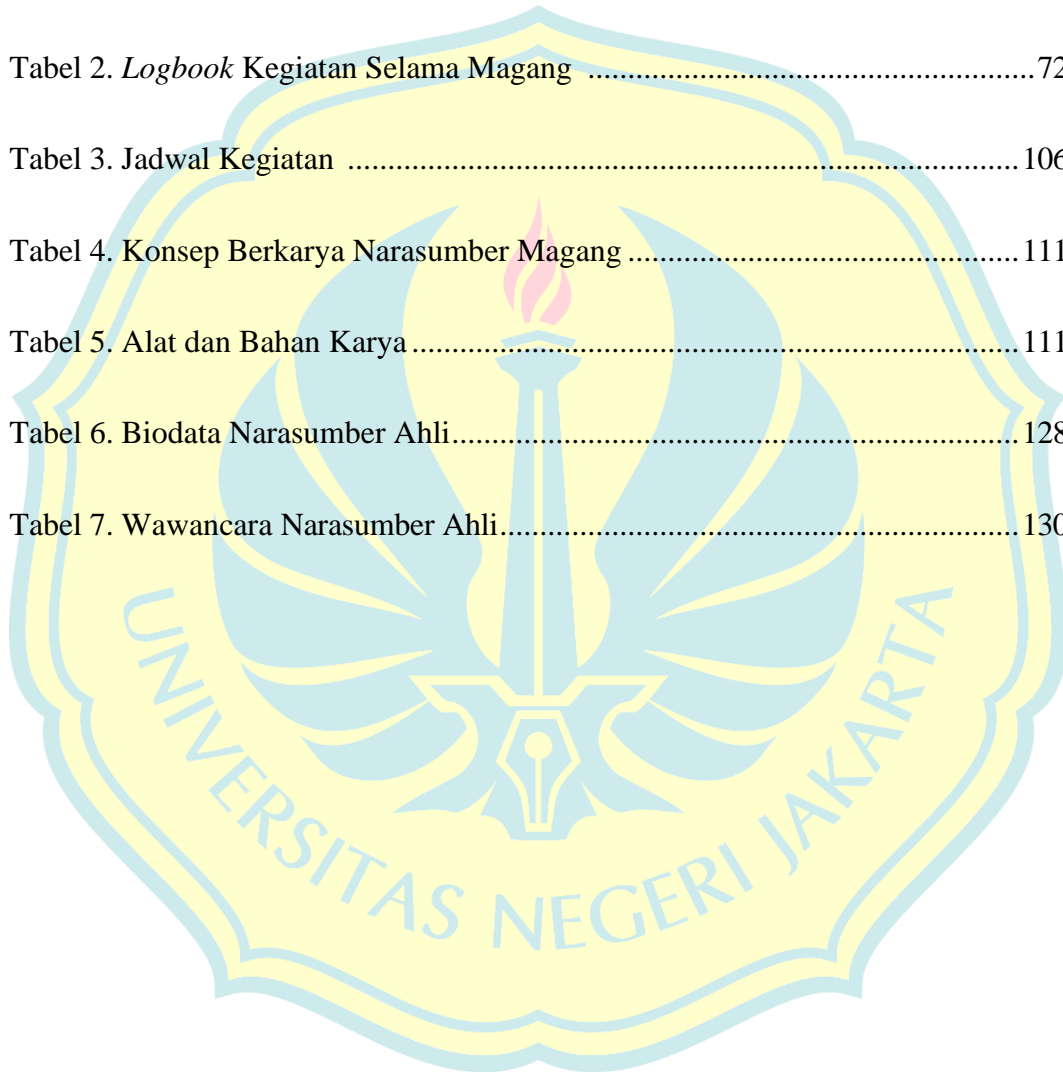 Tabel 2. Logbook Kegiatan Selama Magang ........................................................ 72
Tabel 3. Jadwal Kegiatan .................................................................................... 106
Tabel 4. Konsep Berkarya Narasumber Magang ................................................. 111
Tabel 5. Alat dan Bahan Karya ............................................................................ 111
Tabel 6. Biodata Narasumber Ahli....................................................................... 128
Tabel 7. Wawancara Narasumber Ahli................................................................. 130
UNIVERSITAS NEGERI JAKARTA